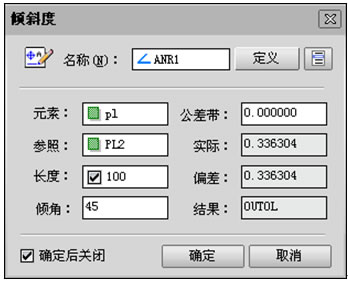 倾斜度
名称(N): ANR1 定义
元素: p1 公差带: 0.000000
参照: PL2 实际: 0.336304
长度: 100 偏差: 0.336304
倾角: 45 结果: OUTOL
确定后关闭 确定 取消